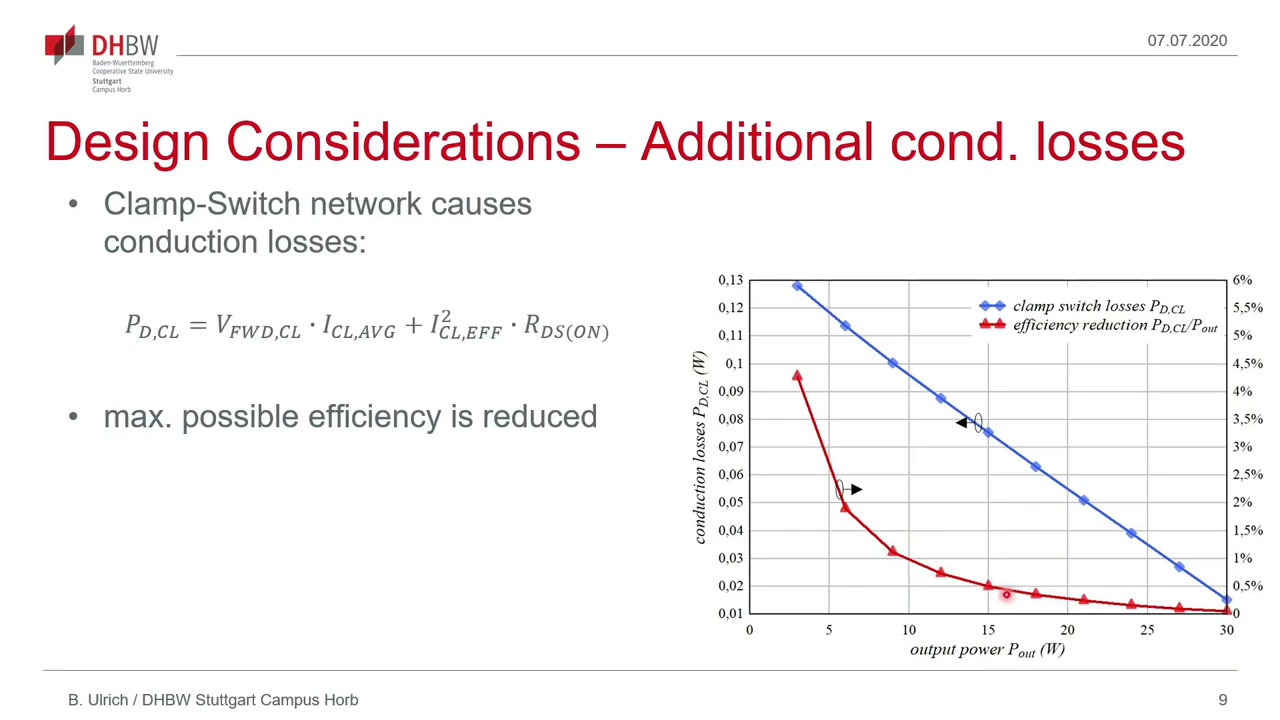 DHBW
Baden-Wuerttemberg
Cooperative State University
Stuttgart
Campus Horb
07.07.2020
Design Considerations – Additional cond. losses
• Clamp-Switch network causes
conduction losses:
P_{D,CL} = V_{FWD,CL} · I_{CL,AVG} + I_{CL,EFF}^2 · R_{DS(ON)}
• max. possible efficiency is reduced
clamp switch losses P_{D,CL}
efficiency reduction P_{D,CL}/P_{out}
conduction losses P_{D,CL} (W)
0,13
0,12
0,11
0,1
0,09
0,08
0,07
0,06
0,05
0,04
0,03
0,02
0,01
6%
5,5%
5%
4,5%
4%
3,5%
3%
2,5%
2%
1,5%
1%
0,5%
0
0 5 10 15 20 25 30
output power P_{out} (W)
B. Ulrich / DHBW Stuttgart Campus Horb
9